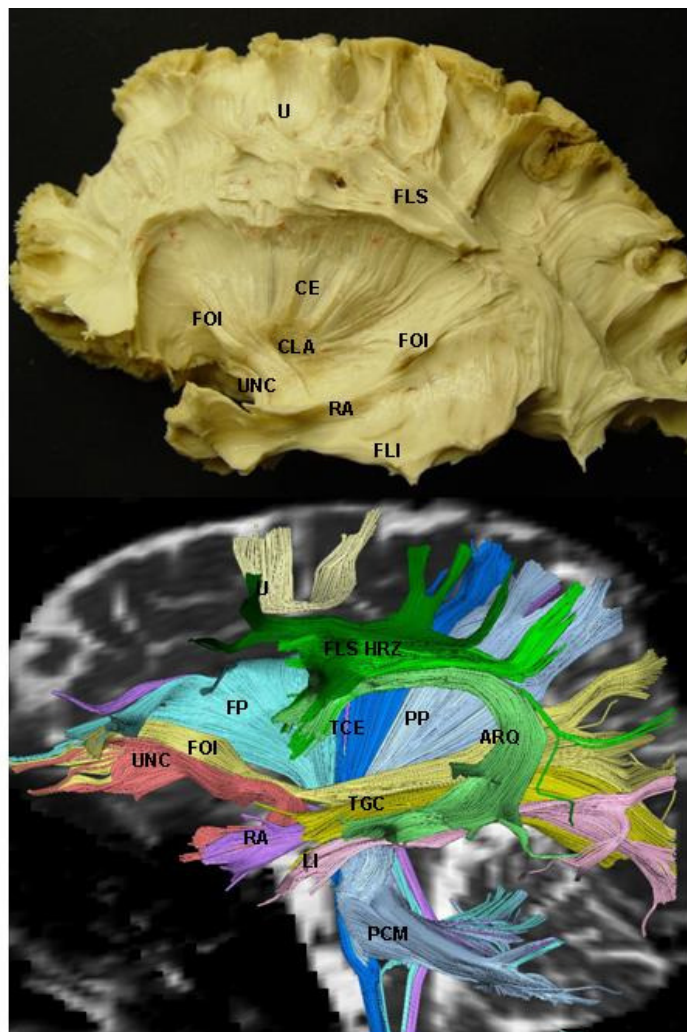 U
FLS
CE
FOI
CLA
FOI
UNC
RA
FLI
U
FLS HRZ
FP
TCE
PP
FOI
ARQ
UNC
TGC
RA
LI
PCM